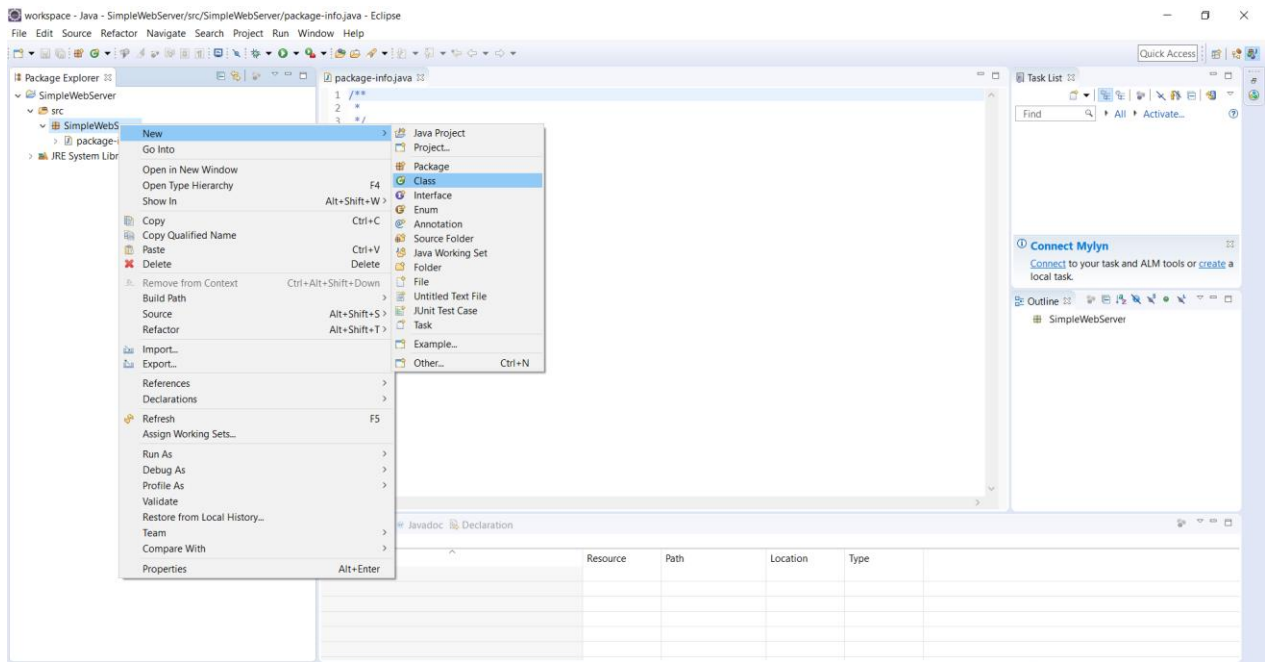 workspace - Java - SimpleWebServer/src/SimpleWebServer/package-info.java - Eclipse
File Edit Source Refactor Navigate Search Project Run Window Help
Quick Access
Package Explorer
SimpleWebServer
src
SimpleWebS
package-
JRE System Libr
New
Go Into
Open in New Window
Open Type Hierarchy F4
Show In Alt+Shift+W >
Copy Ctrl+C
Copy Qualified Name
Paste Ctrl+V
Delete Delete
Remove from Context Ctrl+Alt+Shift+Down
Build Path >
Source Alt+Shift+S >
Refactor Alt+Shift+T >
Import...
Export...
References >
Declarations >
Refresh F5
Assign Working Sets...
Run As >
Debug As >
Profile As >
Validate
Restore from Local History...
Team >
Compare With >
Properties Alt+Enter
Java Project
Project...
Package
Class
Interface
Enum
Annotation
Source Folder
Java Working Set
Folder
File
Untitled Text File
JUnit Test Case
Task
Example...
Other... Ctrl+N
package-info.java
1 /**
2 *
3 */
Javadoc Declaration
Resource Path Location Type
Task List
Find All Activate...
Connect Mylyn
Connect to your task and ALM tools or create a
local task.
Outline
SimpleWebServer